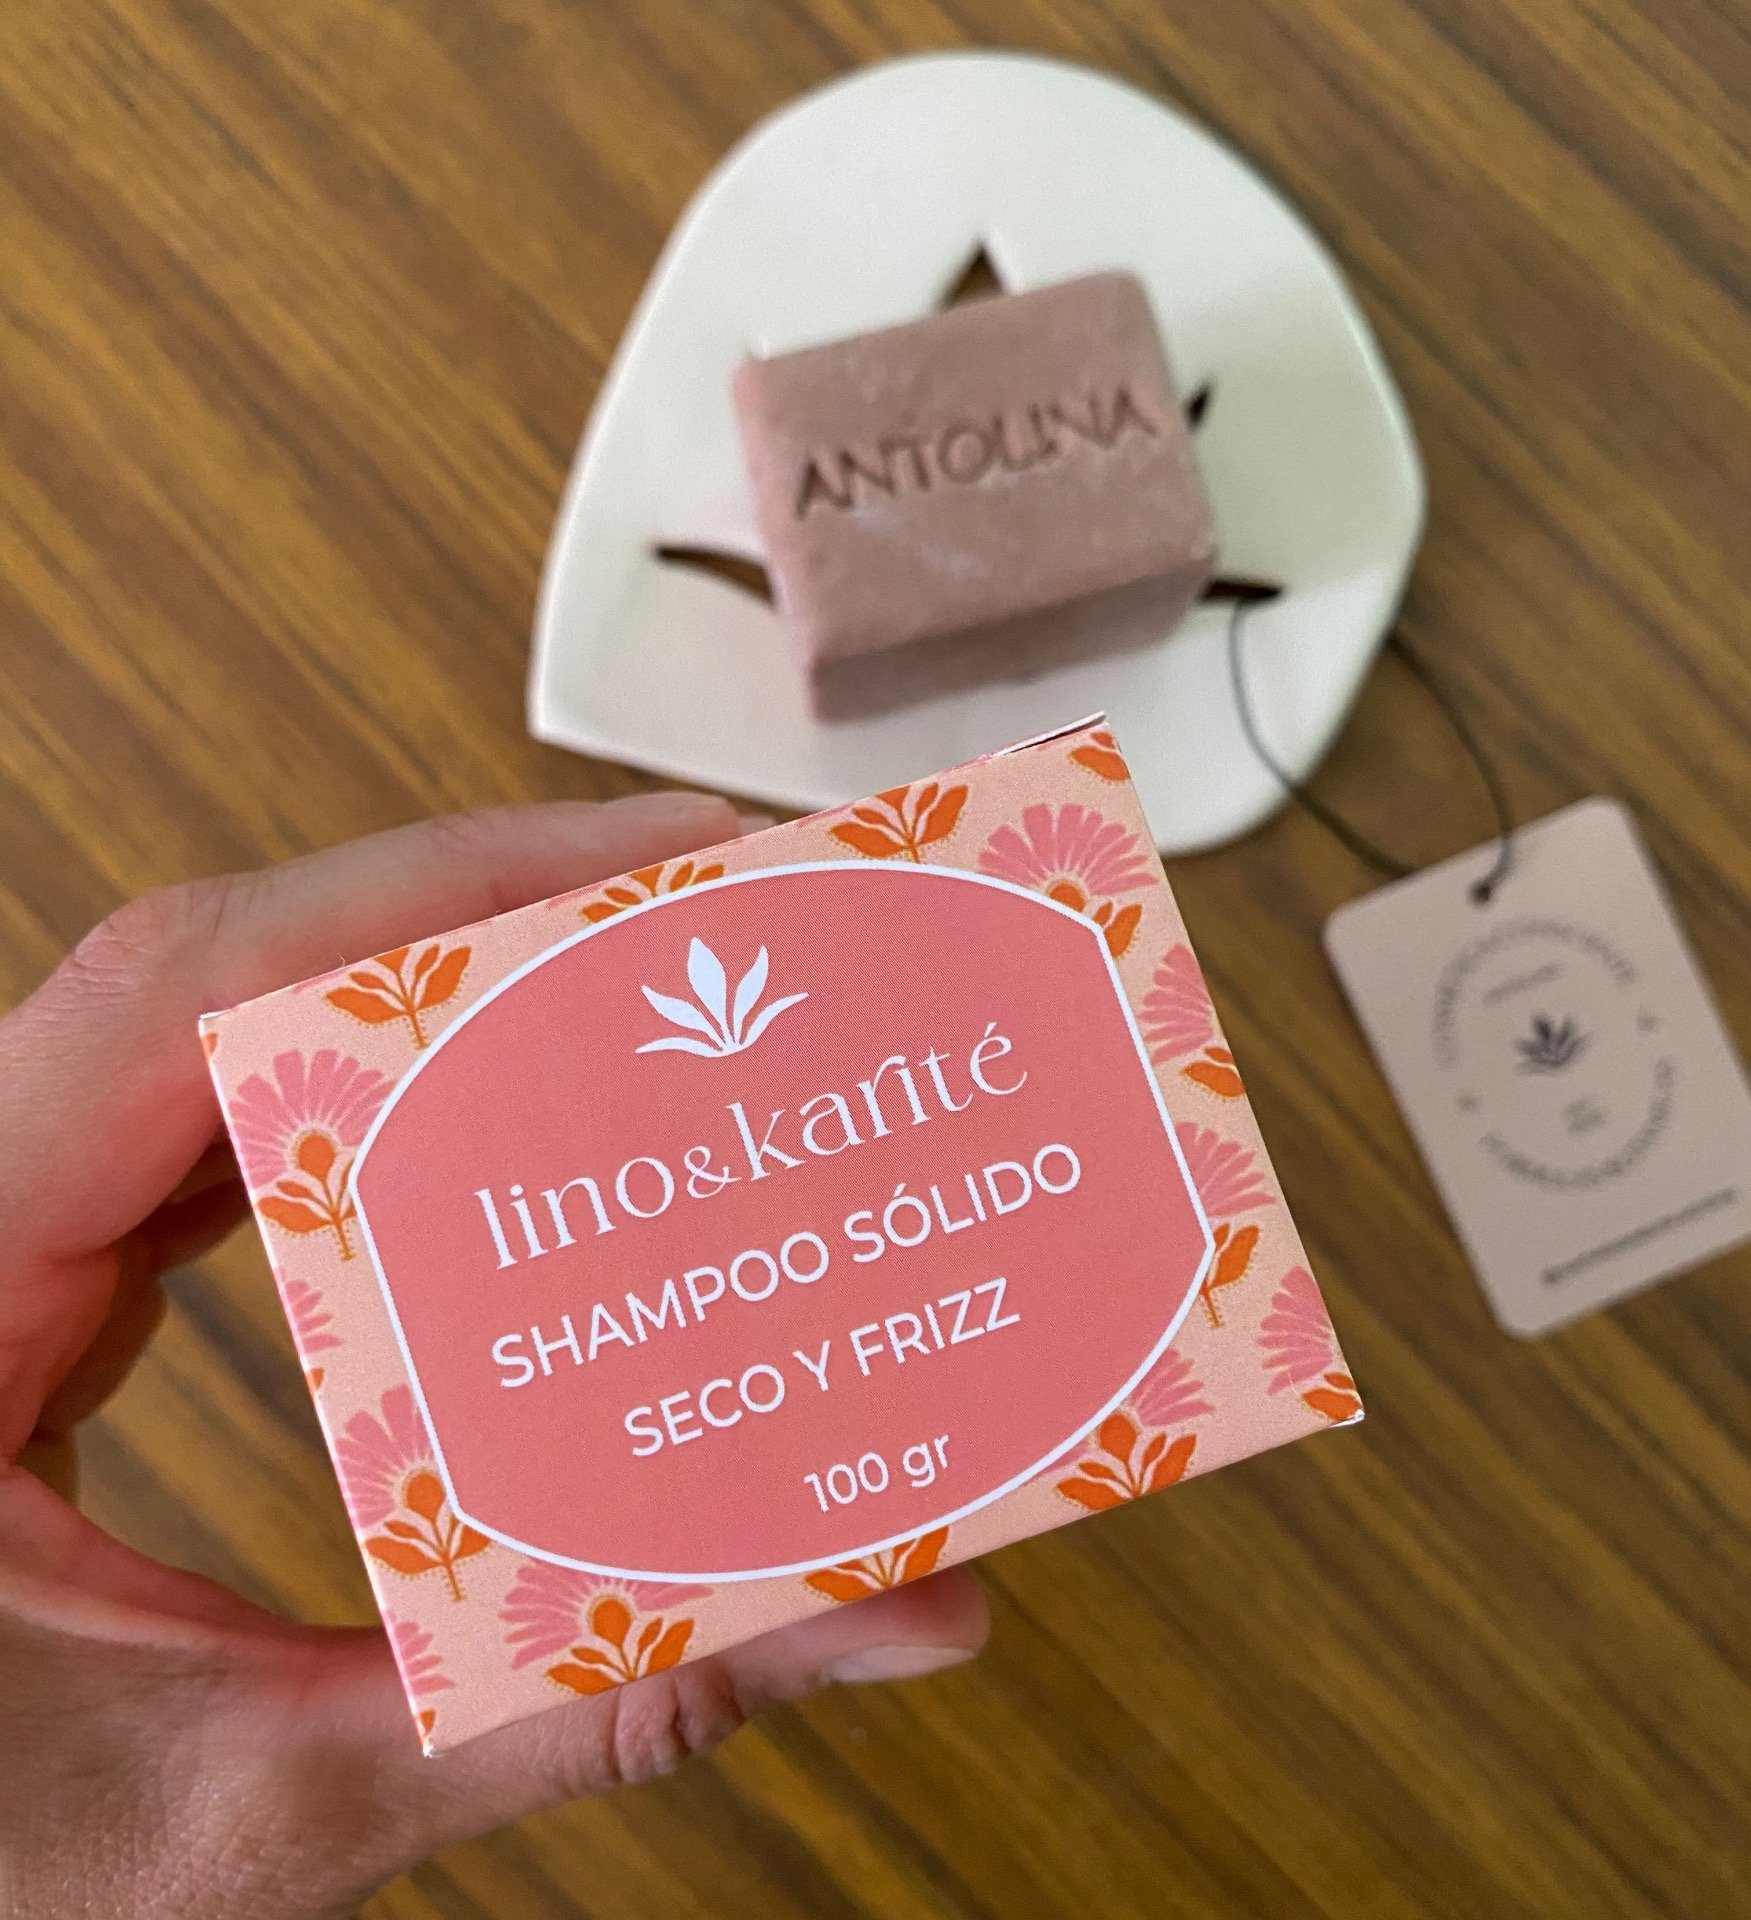 ANTOLINA
lino&karité
SHAMPOO SÓLIDO
SECO Y FRIZZ
100 gr